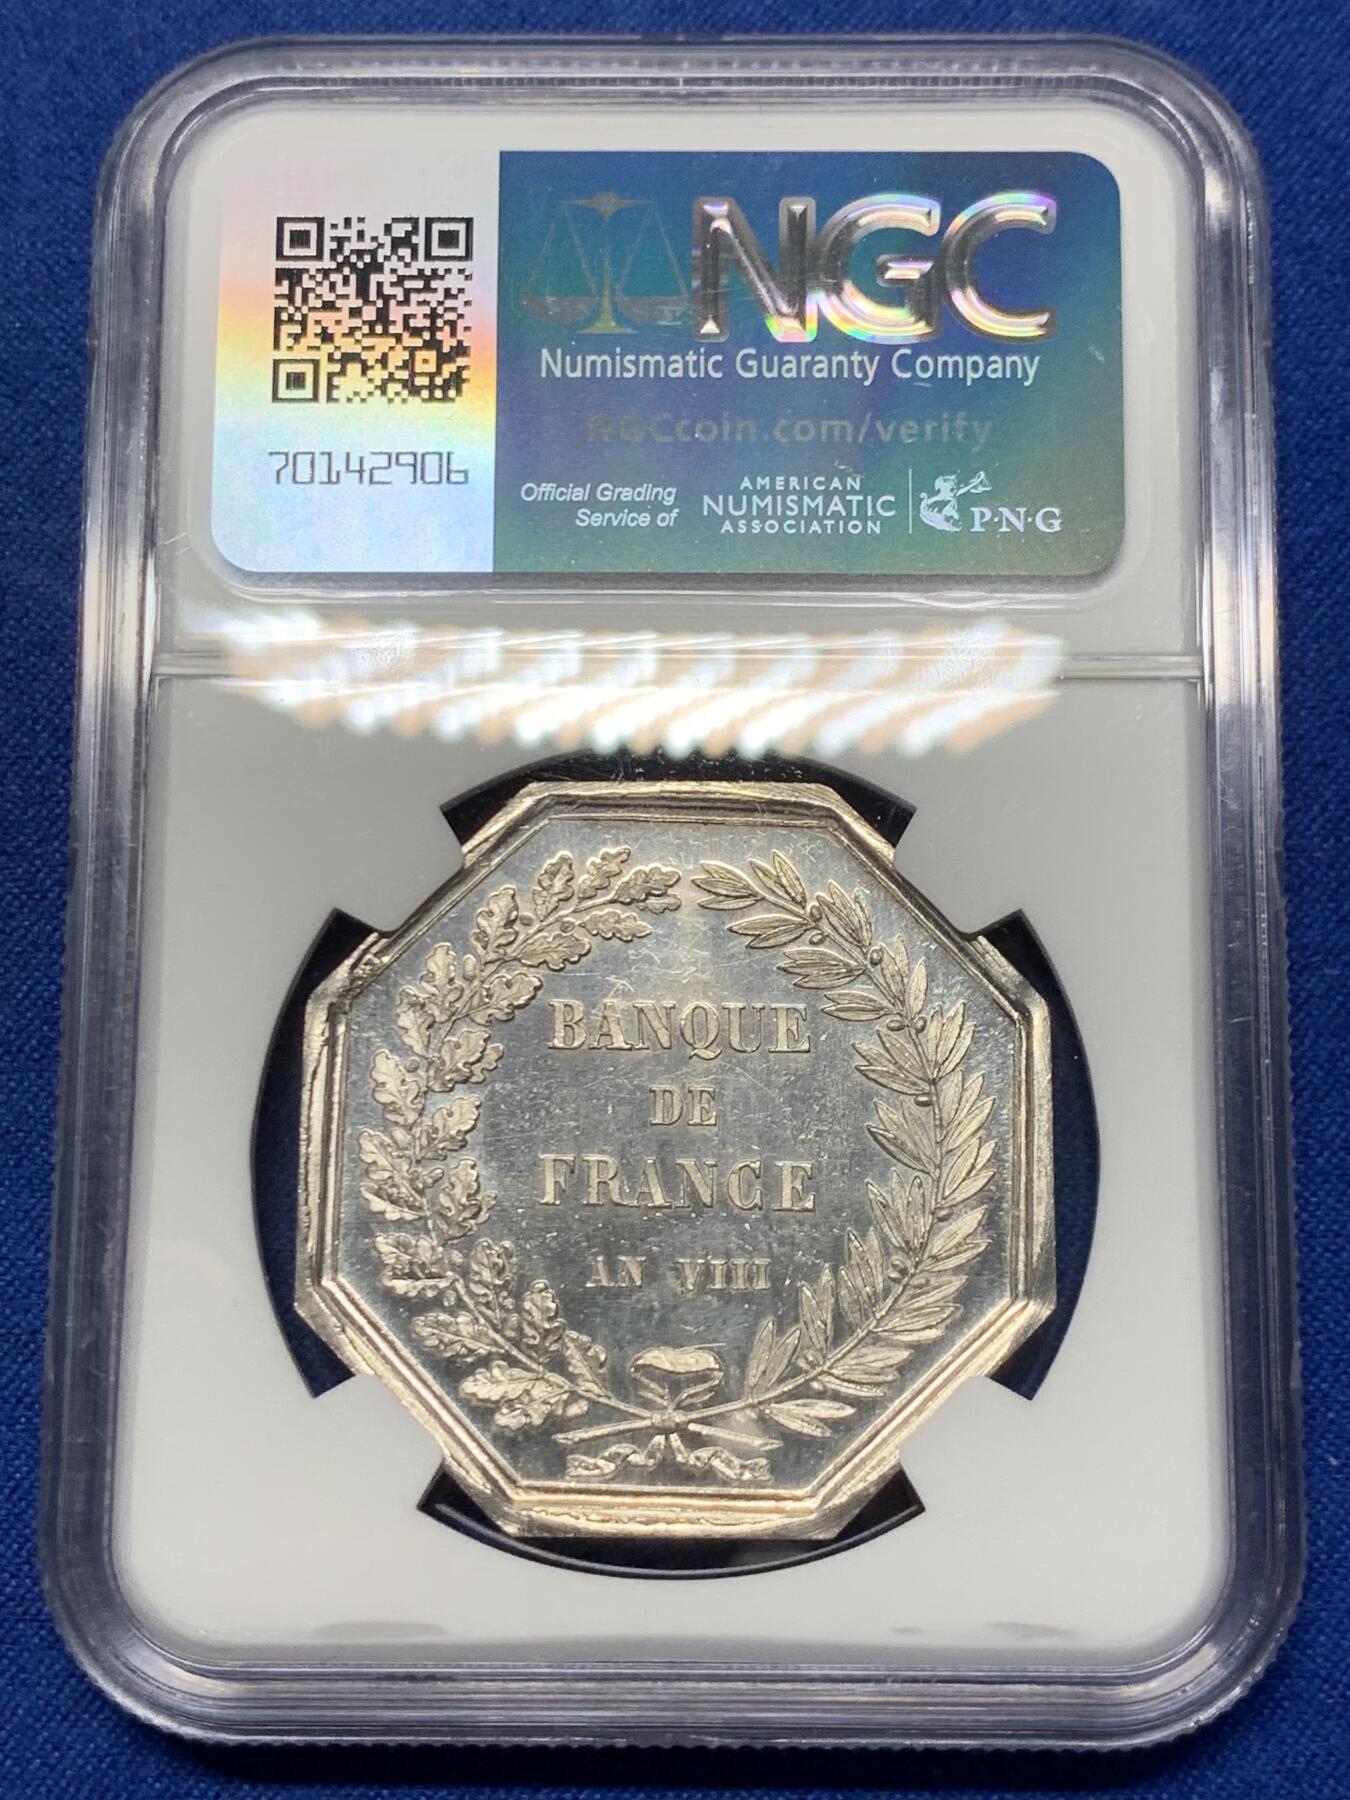 NGC
Numismatic Guaranty Company
NGCcoin.com/verify
70142906
Official Grading
Service of
AMERICAN
NUMISMATIC
ASSOCIATION
P·N·G
BANQUE
DE
FRANCE
AN VIII